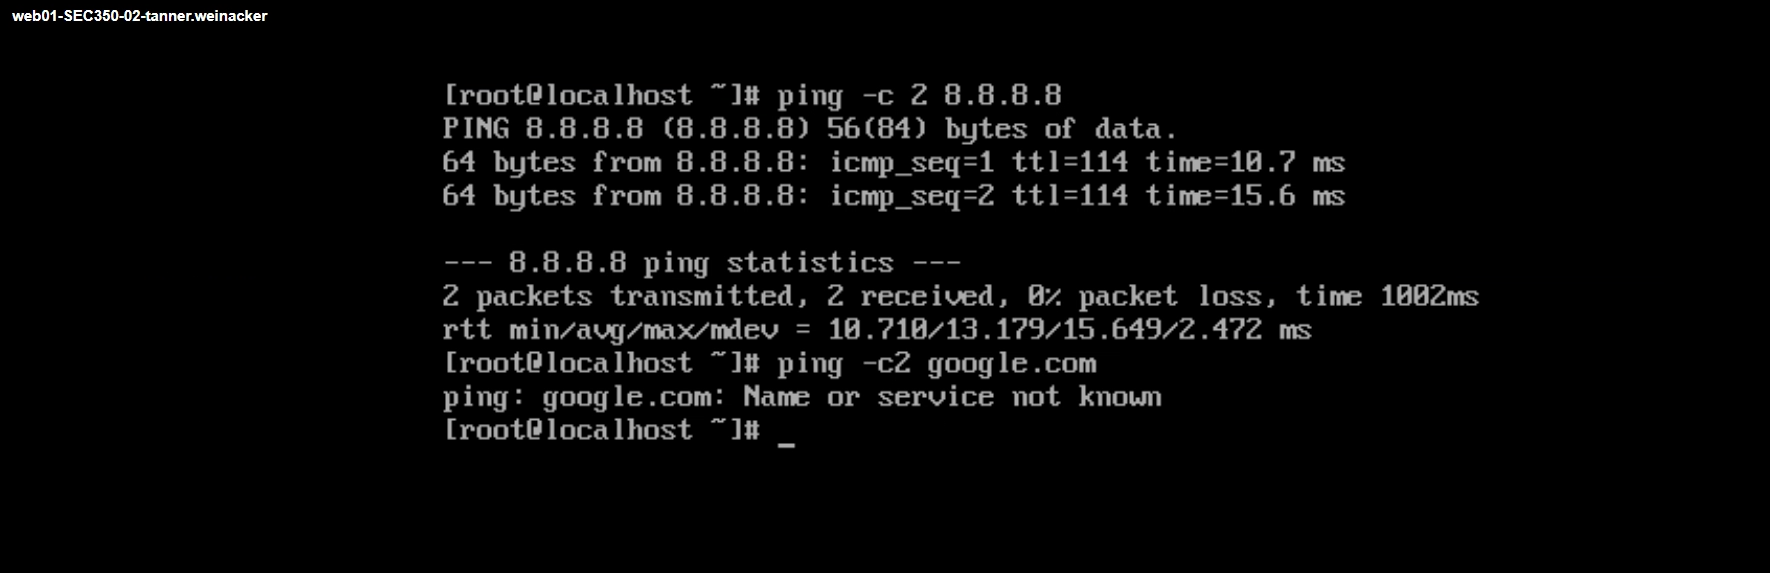 web01-SEC350-02-tanner.weinacker
[root@localhost ~]# ping -c 2 8.8.8.8
PING 8.8.8.8 (8.8.8.8) 56(84) bytes of data.
64 bytes from 8.8.8.8: icmp_seq=1 ttl=114 time=10.7 ms
64 bytes from 8.8.8.8: icmp_seq=2 ttl=114 time=15.6 ms
--- 8.8.8.8 ping statistics ---
2 packets transmitted, 2 received, 0% packet loss, time 1002ms
rtt min/avg/max/mdev = 10.710/13.179/15.649/2.472 ms
[root@localhost ~]# ping -c2 google.com
ping: google.com: Name or service not known
[root@localhost ~]# _